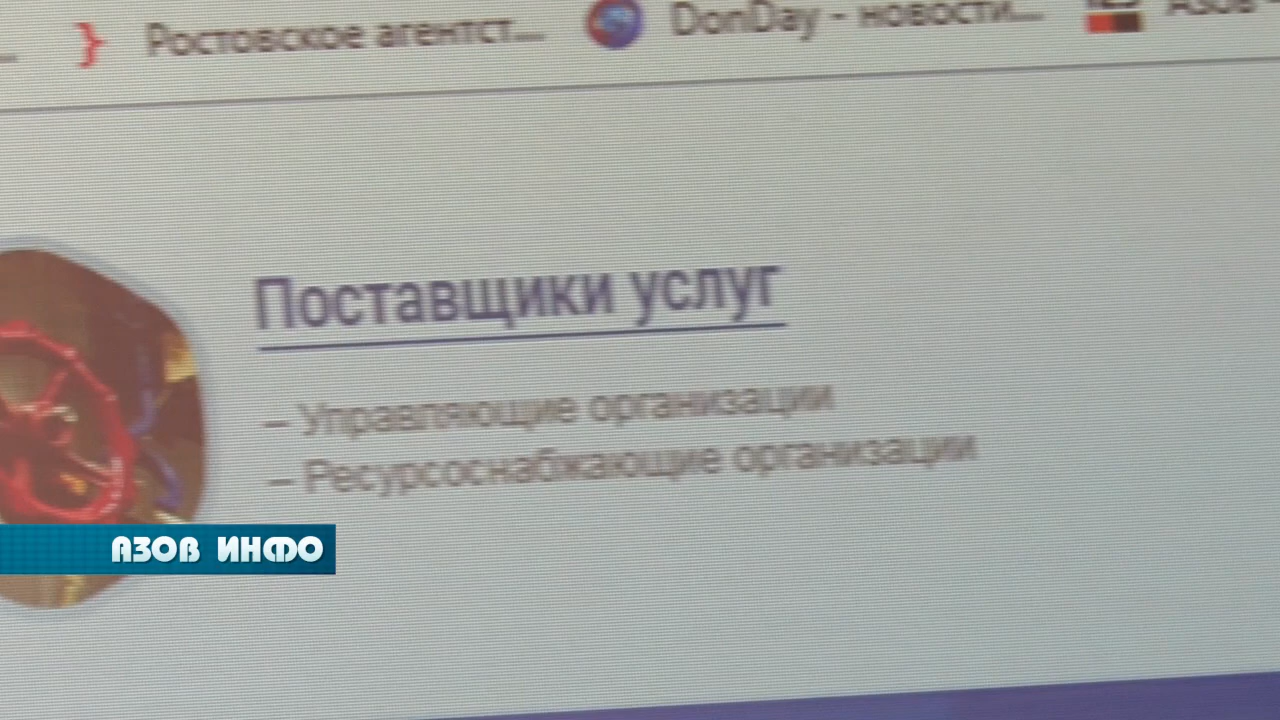 Ростовское агентст...
DonDay - новости...
Поставщики услуг
– Управляющие организации
– Ресурсоснабжающие организации
АЗОВ ИНФО